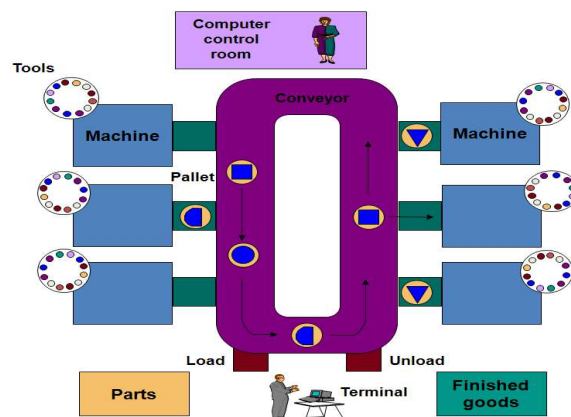 Computer
control
room
Tools
Conveyor
Machine
Machine
Pallet
Load
Unload
Parts
Terminal
Finished
goods